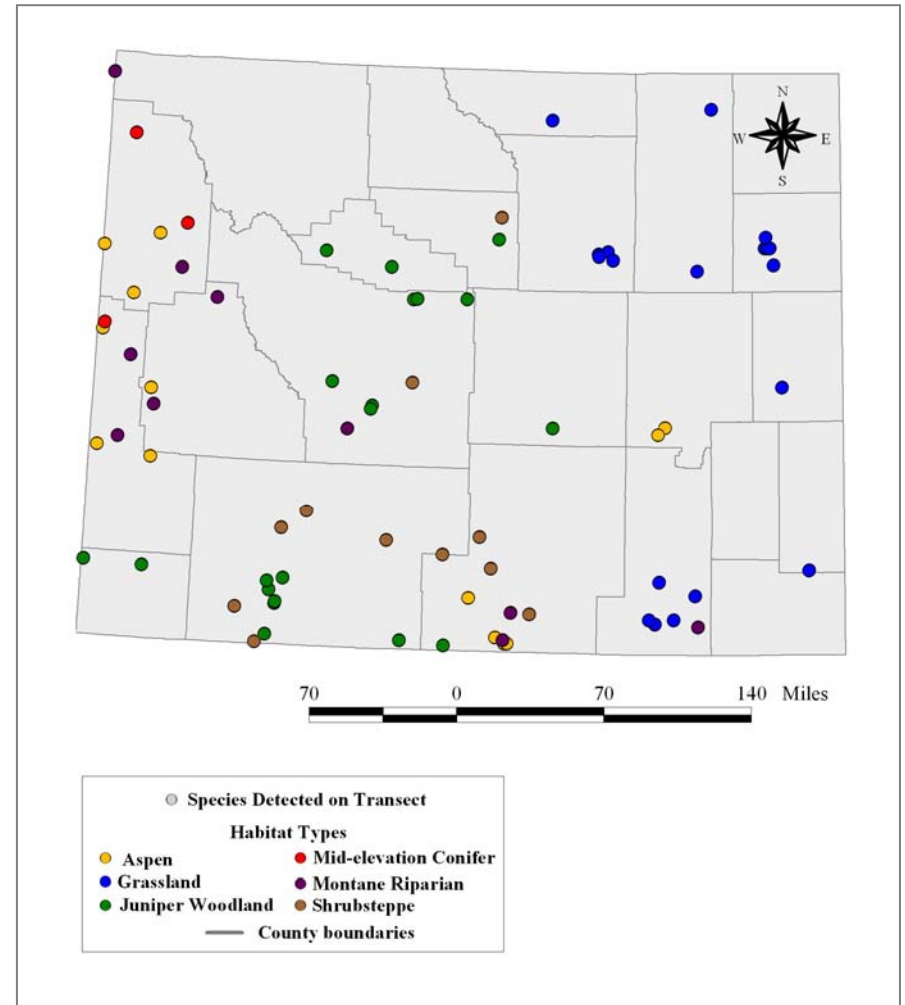 N
W E
S
70 0 70 140 Miles
Species Detected on Transect
Habitat Types
Aspen Mid-elevation Conifer
Grassland Montane Riparian
Juniper Woodland Shrubsteppe
County boundaries